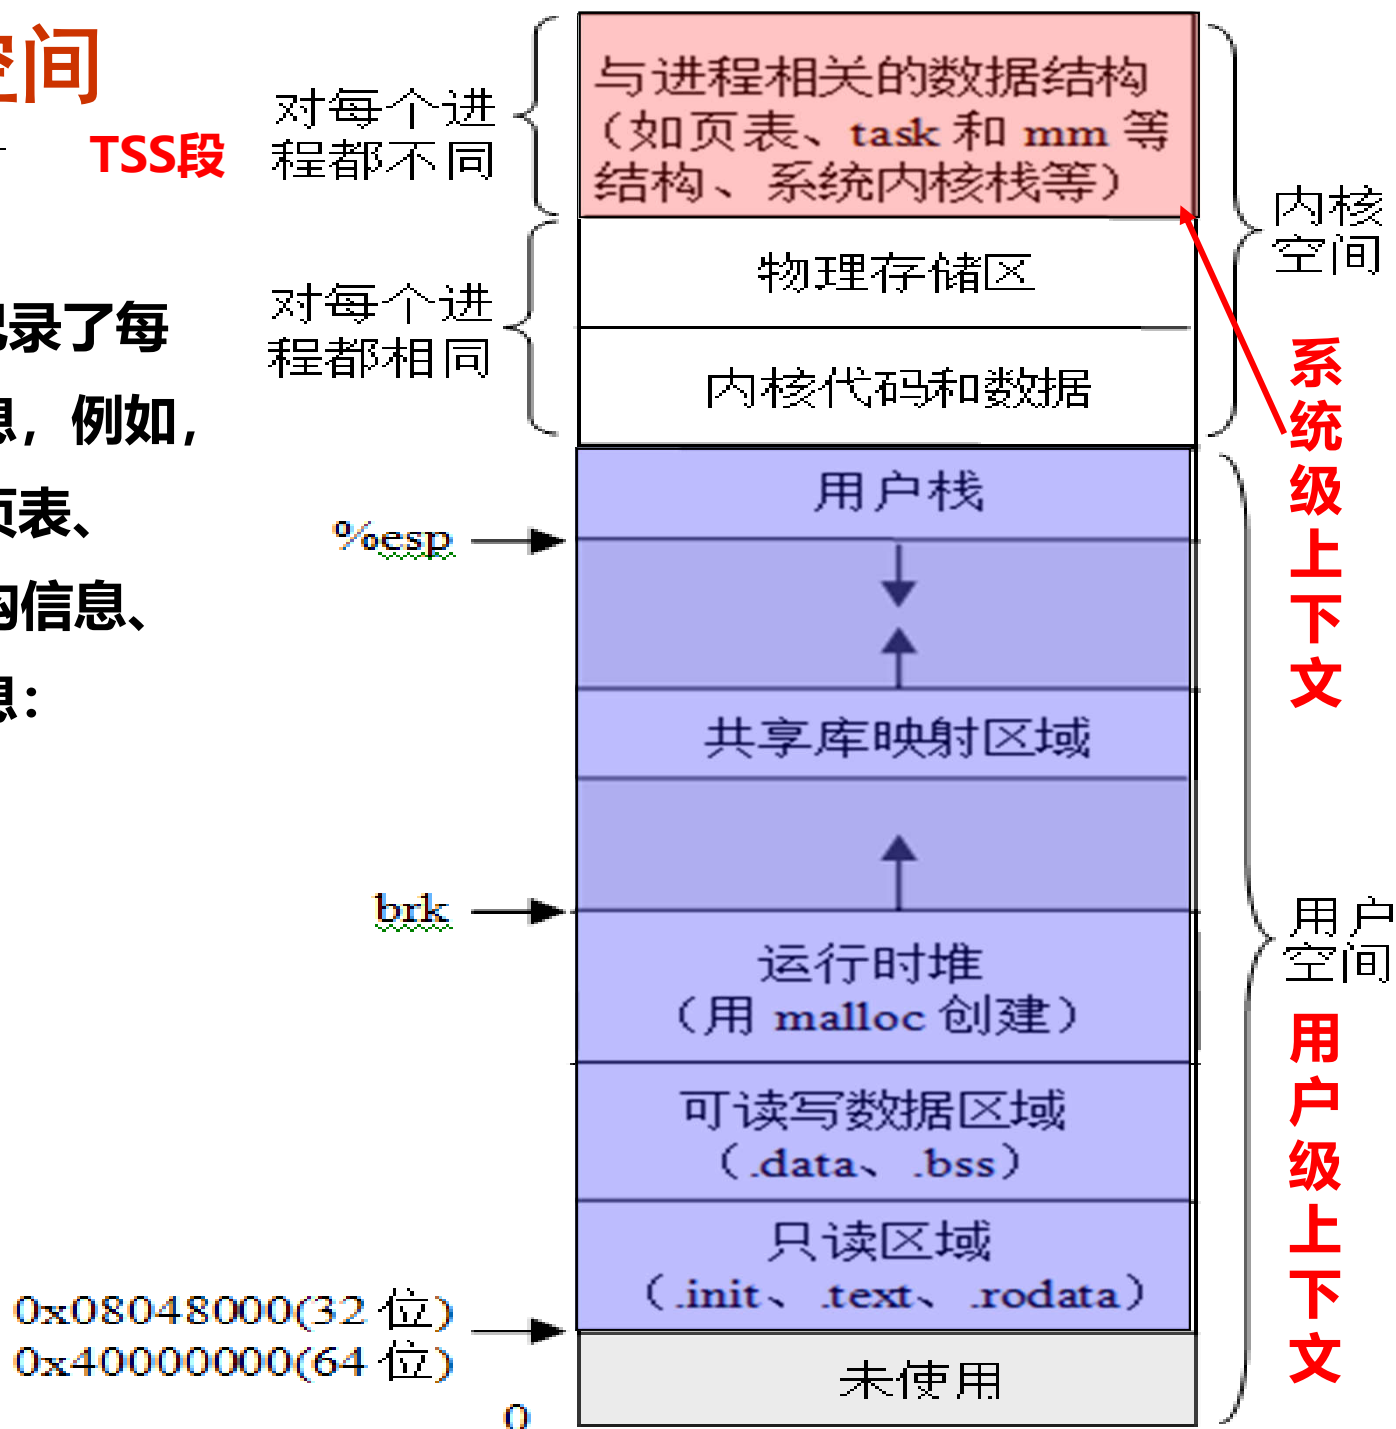 空间
TSS段
记录了每
息，例如，
页表、
构信息、
息：
对每个进
程都不同
对每个进
程都相同
与进程相关的数据结构
（如页表、task 和 mm 等
结构、系统内核栈等）
物理存储区
内核代码和数据
内核
空间
系
统
级
上
下
文
用户栈
%esp
共享库映射区域
brk
运行时堆
（用 malloc 创建）
可读写数据区域
（.data、.bss）
只读区域
（.init、.text、.rodata）
用户
空间
用
户
级
上
下
文
0x08048000(32 位)
0x40000000(64 位)
未使用
0